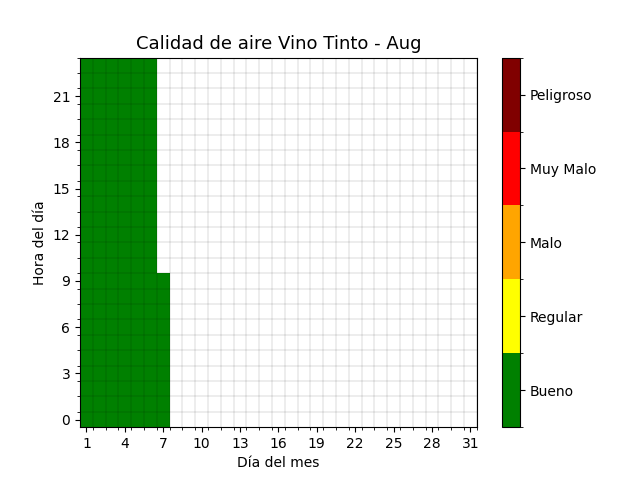 Calidad de aire Vino Tinto - Aug
Hora del día
21
18
15
12
9
6
3
0
1 4 7 10 13 16 19 22 25 28 31
Día del mes
Peligroso
Muy Malo
Malo
Regular
Bueno